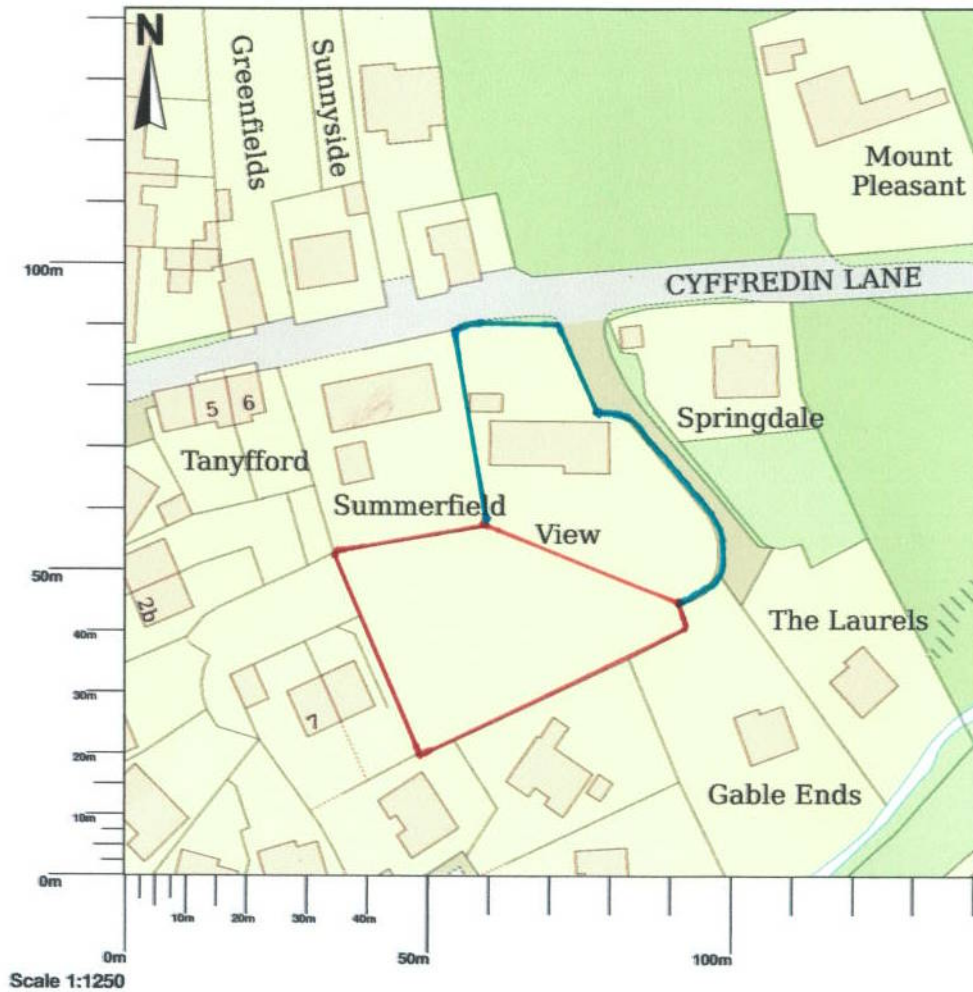 N
Greenfields
Sunnyside
Mount
Pleasant
100m
CYFFREDIN LANE
5
6
Springdale
Tanyfford
Summerfield
View
50m
2b
40m
The Laurels
30m
7
20m
10m
Gable Ends
0m
10m
20m
30m
40m
0m
50m
100m
Scale 1:1250